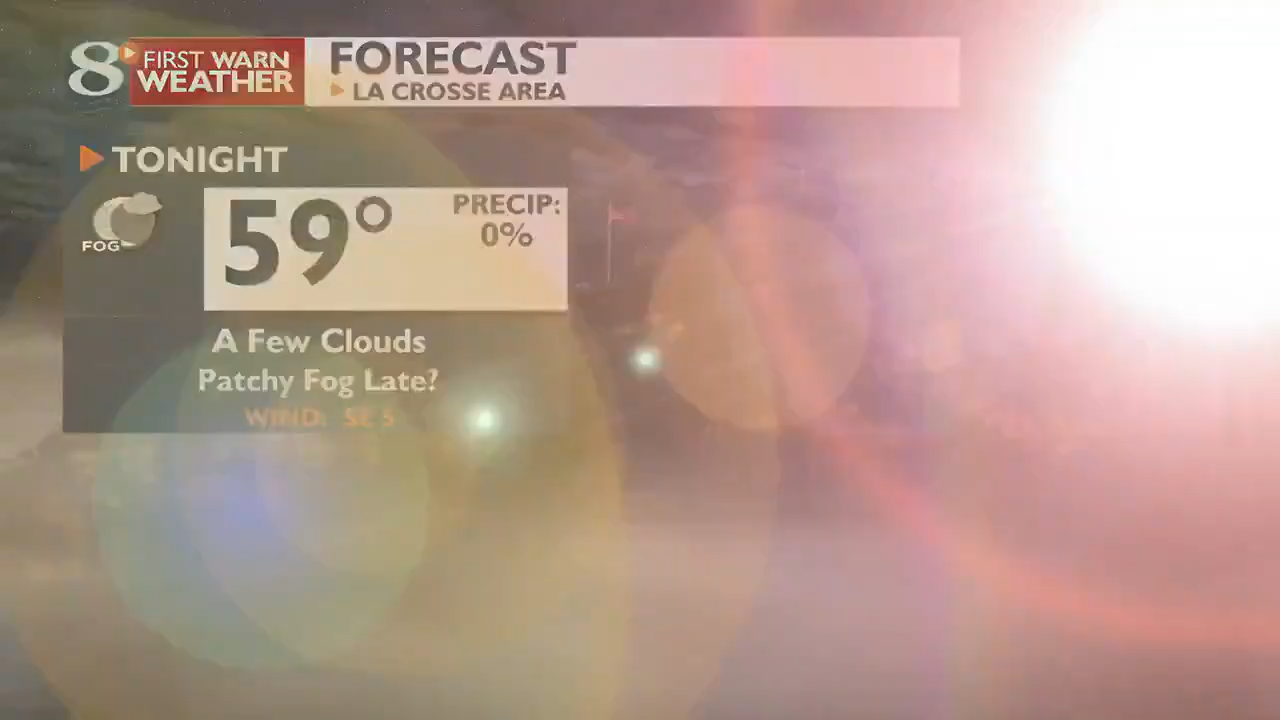 8 FIRST WARN
WEATHER
FORECAST
LA CROSSE AREA
TONIGHT
FOG
59°
PRECIP:
0%
A Few Clouds
Patchy Fog Late?
WIND: SE 5